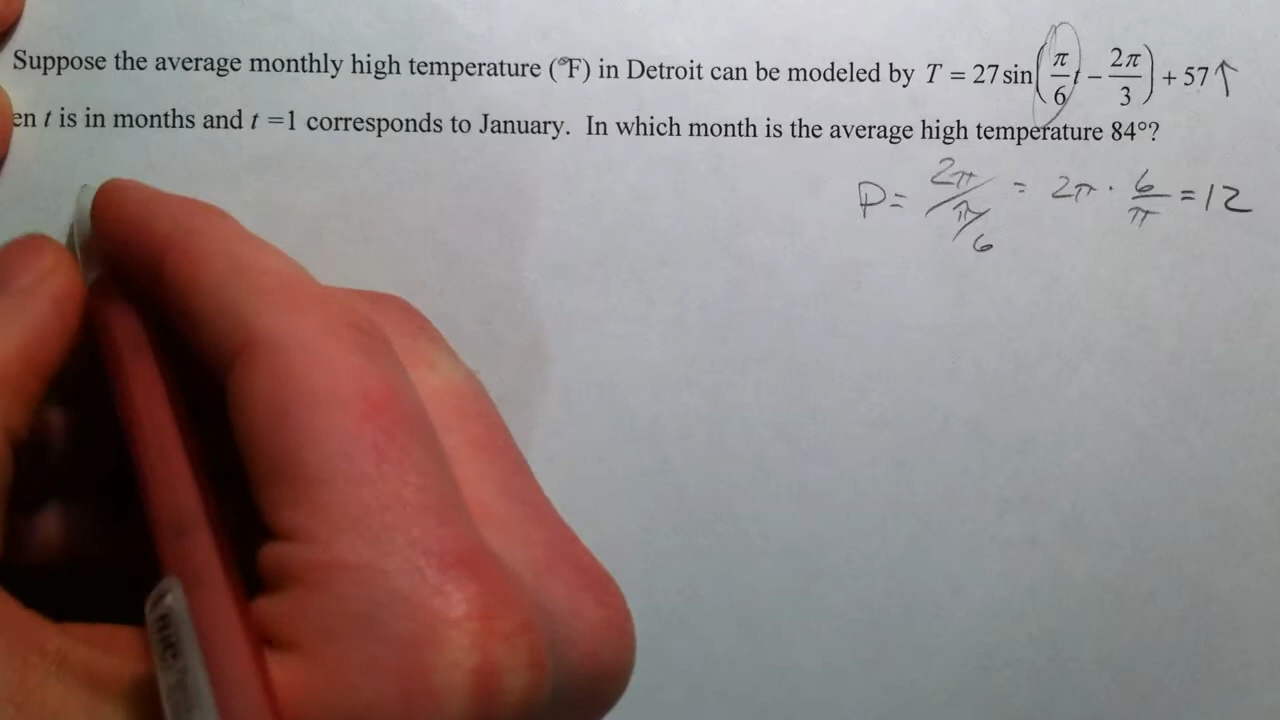 Suppose the average monthly high temperature (°F) in Detroit can be modeled by T = 27 sin(π/6 t − 2π/3) + 57 ↑
en t is in months and t = 1 corresponds to January. In which month is the average high temperature 84°?
P = 2π/(π/6) = 2π · 6/π = 12